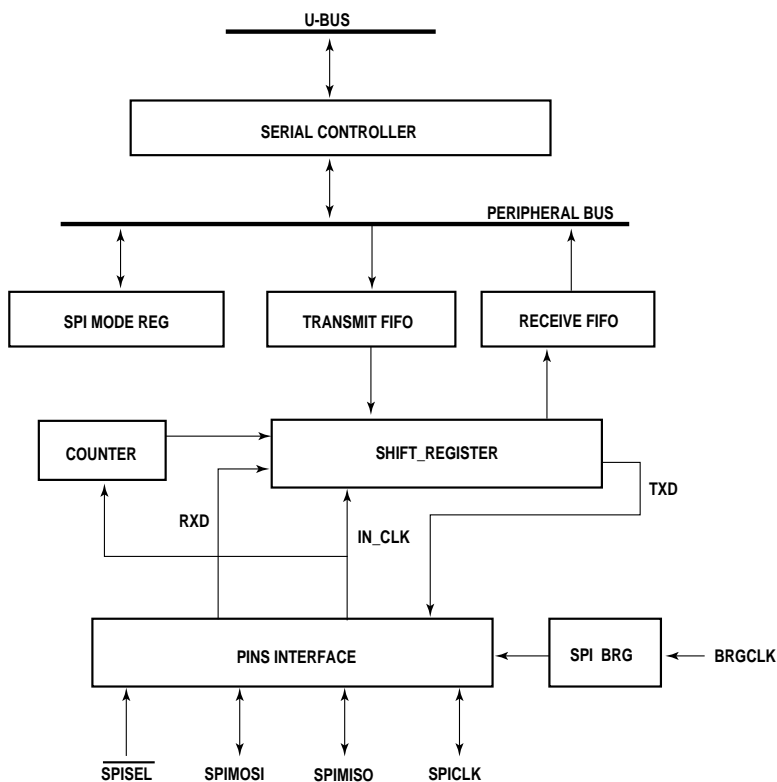 U-BUS
SERIAL CONTROLLER
PERIPHERAL BUS
SPI MODE REG
TRANSMIT FIFO
RECEIVE FIFO
COUNTER
SHIFT_REGISTER
TXD
RXD
IN_CLK
PINS INTERFACE
SPI BRG
BRGCLK
SPISEL
SPIMOSI
SPIMISO
SPICLK